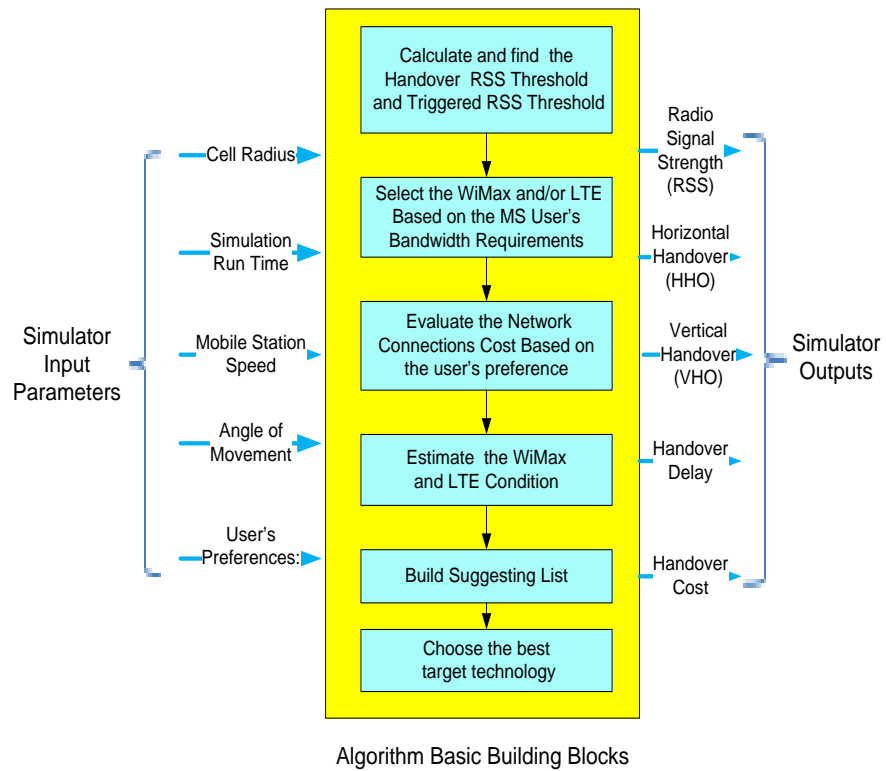 Simulator
Input
Parameters
Cell Radius
Simulation
Run Time
Mobile Station
Speed
Angle of
Movement
User's
Preferences:
Calculate and find the
Handover RSS Threshold
and Triggered RSS Threshold
Select the WiMax and/or LTE
Based on the MS User's
Bandwidth Requirements
Evaluate the Network
Connections Cost Based on
the user's preference
Estimate the WiMax
and LTE Condition
Build Suggesting List
Choose the best
target technology
Radio
Signal
Strength
(RSS)
Horizontal
Handover
(HHO)
Vertical
Handover
(VHO)
Handover
Delay
Handover
Cost
Simulator
Outputs
Algorithm Basic Building Blocks